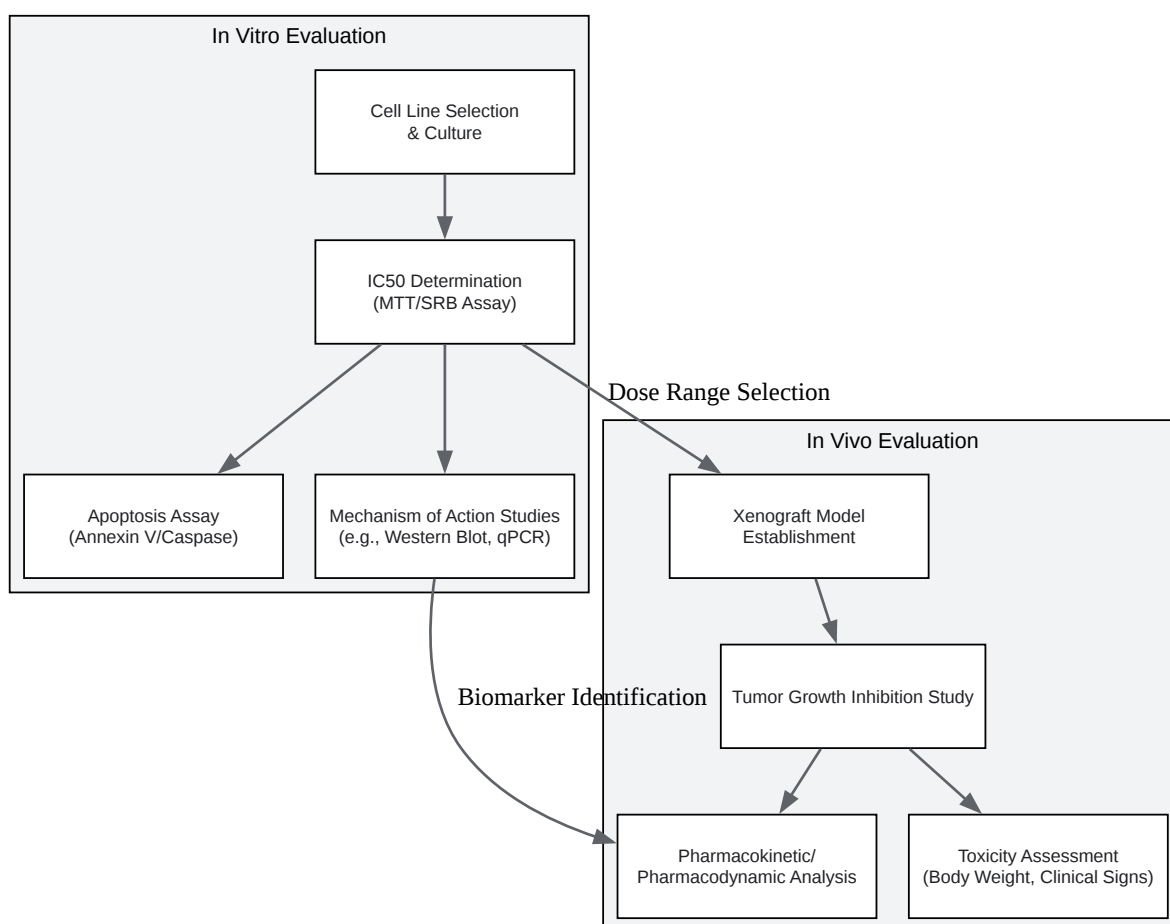 In Vitro Evaluation
Cell Line Selection
& Culture
IC50 Determination
(MTT/SRB Assay)
Dose Range Selection
In Vivo Evaluation
Apoptosis Assay
(Annexin V/Caspase)
Mechanism of Action Studies
(e.g., Western Blot, qPCR)
Xenograft Model
Establishment
Biomarker Identification
Tumor Growth Inhibition Study
Pharmacokinetic/
Pharmacodynamic Analysis
Toxicity Assessment
(Body Weight, Clinical Signs)